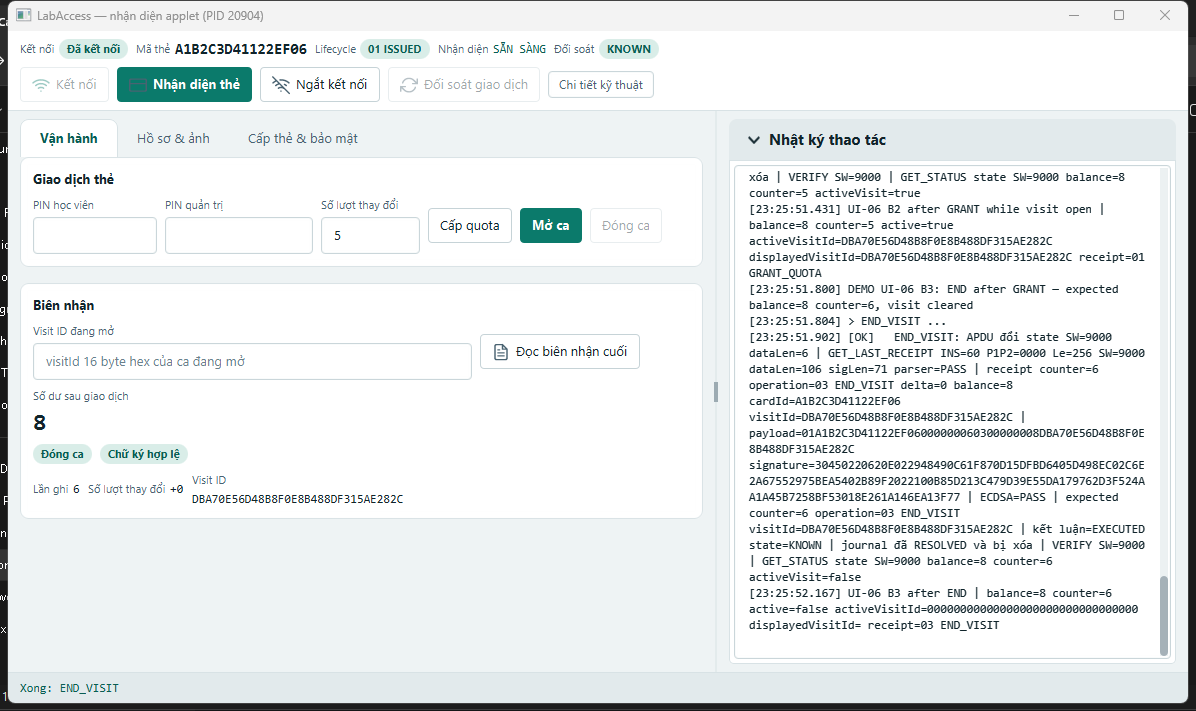 LabAccess — nhận diện applet (PID 20904)
Kết nối Đã kết nối Mã thẻ A1B2C3D41122EF06 Lifecycle 01 ISSUED Nhận diện SẴN SÀNG Đối soát KNOWN
Kết nối Nhận diện thẻ Ngắt kết nối Đối soát giao dịch Chi tiết kỹ thuật
Vận hành Hồ sơ & ảnh Cấp thẻ & bảo mật
Giao dịch thẻ
PIN học viên PIN quản trị Số lượt thay đổi
5 Cấp quota Mở ca Đóng ca
Biên nhận
Visit ID đang mở
visitId 16 byte hex của ca đang mở Đọc biên nhận cuối
Số dư sau giao dịch
8
Đóng ca Chữ ký hợp lệ
Lần ghi 6 Số lượt thay đổi +0 Visit ID
DBA70E56D48B8F0E8B488DF315AE282C
Nhật ký thao tác
xóa | VERIFY SW=9000 | GET_STATUS state SW=9000 balance=8
counter=5 activeVisit=true
[23:25:51.431] UI-06 B2 after GRANT while visit open |
balance=8 counter=5 active=true
activeVisitId=DBA70E56D48B8F0E8B488DF315AE282C
displayedVisitId=DBA70E56D48B8F0E8B488DF315AE282C receipt=01
GRANT_QUOTA
[23:25:51.800] DEMO UI-06 B3: END after GRANT — expected
balance=8 counter=6, visit cleared
[23:25:51.804] > END_VISIT ...
[23:25:51.902] [OK] END_VISIT: APDU đổi state SW=9000
dataLen=6 | GET_LAST_RECEIPT INS=60 P1P2=0000 Le=256 SW=9000
dataLen=106 sigLen=71 parser=PASS | receipt counter=6
operation=03 END_VISIT delta=0 balance=8
cardId=A1B2C3D41122EF06
visitId=DBA70E56D48B8F0E8B488DF315AE282C |
payload=01A1B2C3D41122EF06000000060300000008DBA70E56D48B8F0E
8B488DF315AE282C
signature=30450220620E022948490C61F870D15DFBD6405D498EC02C6E
2A67552975BEA5402B89F2022100B85D213C479D39E55DA179762D3F524A
A1A45B7258BF53018E261A146EA13F77 | ECDSA=PASS | expected
counter=6 operation=03 END_VISIT
visitId=DBA70E56D48B8F0E8B488DF315AE282C | kết luận=EXECUTED
state=KNOWN | journal đã RESOLVED và bị xóa | VERIFY SW=9000
| GET_STATUS state SW=9000 balance=8 counter=6
activeVisit=false
[23:25:52.167] UI-06 B3 after END | balance=8 counter=6
active=false activeVisitId=00000000000000000000000000000000
displayedVisitId= receipt=03 END_VISIT
Xong: END_VISIT